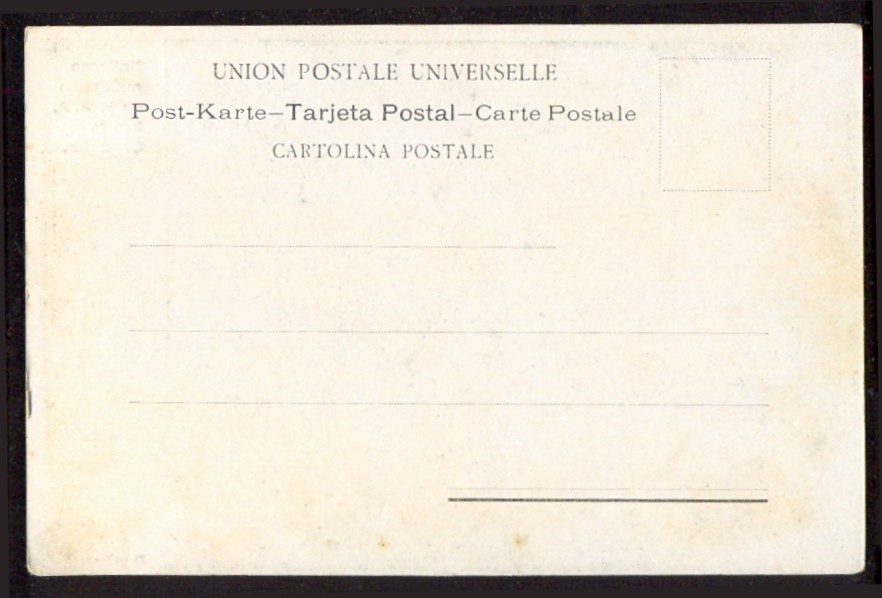 UNION POSTALE UNIVERSELLE
Post-Karte–Tarjeta Postal–Carte Postale
CARTOLINA POSTALE